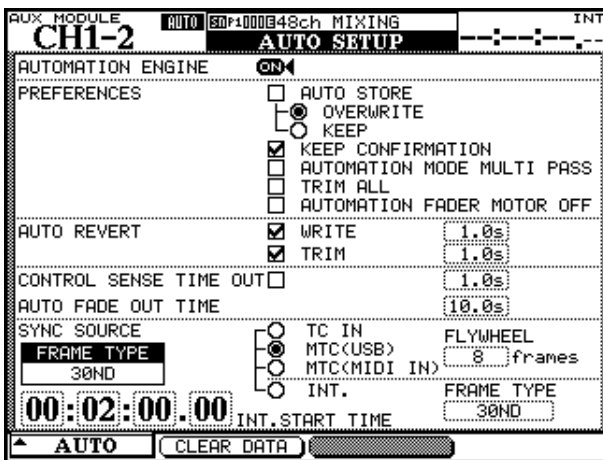 AUX MODULE AUTO SD P1000 48ch MIXING INT
CH1-2 AUTO SETUP --:--:--.--
AUTOMATION ENGINE ON
PREFERENCES AUTO STORE
OVERWRITE
KEEP
KEEP CONFIRMATION
AUTOMATION MODE MULTI PASS
TRIM ALL
AUTOMATION FADER MOTOR OFF
AUTO REVERT WRITE 1.0s
TRIM 1.0s
CONTROL SENSE TIME OUT 1.0s
AUTO FADE OUT TIME 10.0s
SYNC SOURCE TC IN FLYWHEEL
FRAME TYPE MTC(USB) 8 frames
30ND MTC(MIDI IN)
INT. FRAME TYPE
00:02:00.00 INT.START TIME 30ND
AUTO CLEAR DATA